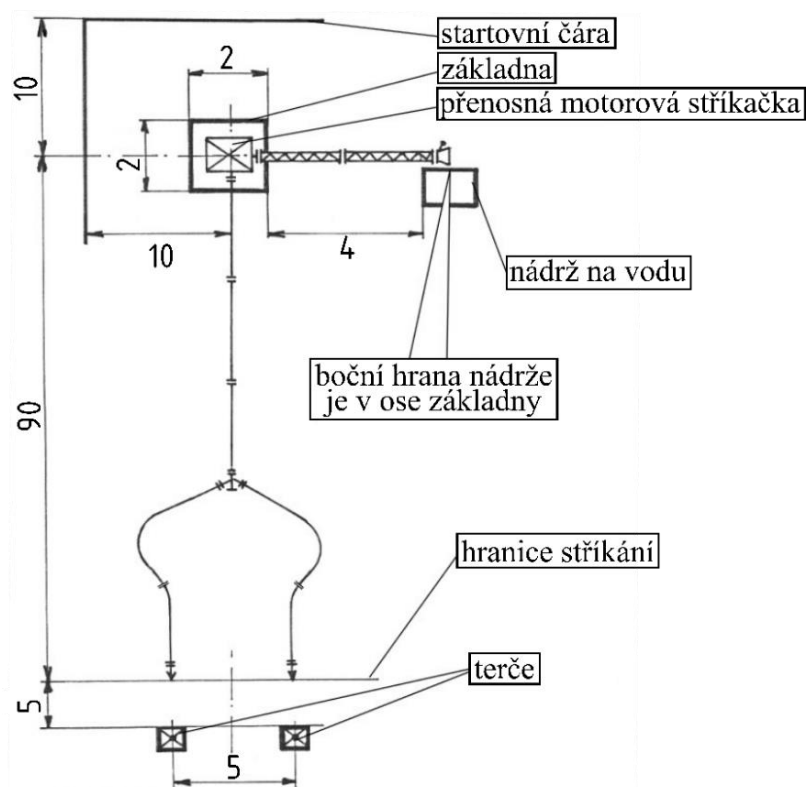 startovní čára
10
2
základna
přenosná motorová stříkačka
2
10
4
nádrž na vodu
boční hrana nádrže
je v ose základny
90
hranice stříkání
5
terče
5